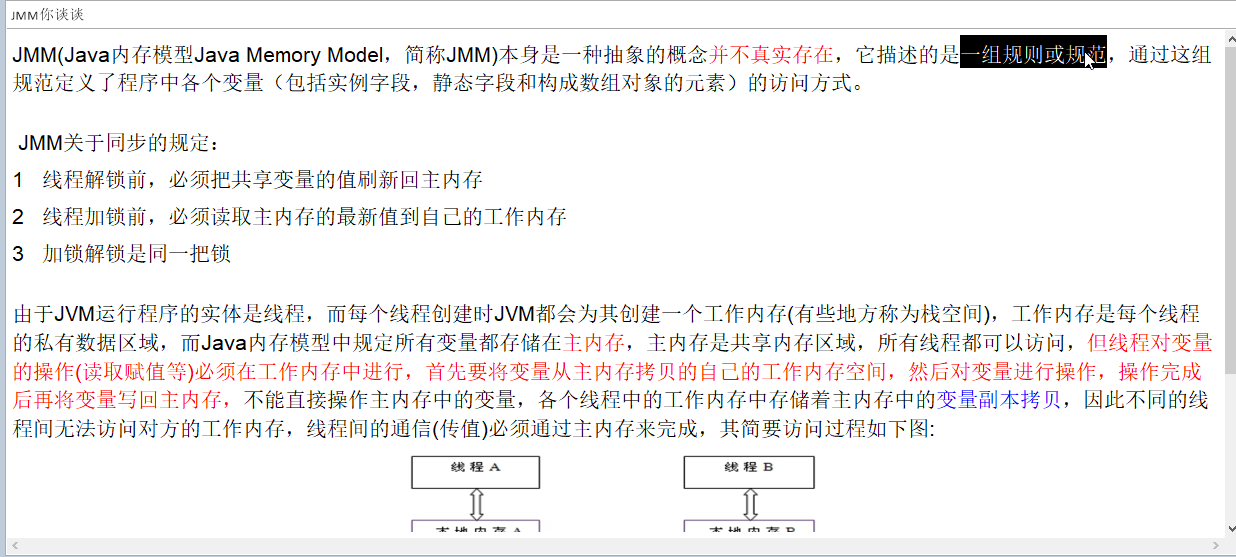 JMM你谈谈
JMM(Java内存模型Java Memory Model，简称JMM)本身是一种抽象的概念并不真实存在，它描述的是一组规则或规范，通过这组
规范定义了程序中各个变量（包括实例字段，静态字段和构成数组对象的元素）的访问方式。
JMM关于同步的规定：
1 线程解锁前，必须把共享变量的值刷新回主内存
2 线程加锁前，必须读取主内存的最新值到自己的工作内存
3 加锁解锁是同一把锁
由于JVM运行程序的实体是线程，而每个线程创建时JVM都会为其创建一个工作内存(有些地方称为栈空间)，工作内存是每个线程
的私有数据区域，而Java内存模型中规定所有变量都存储在主内存，主内存是共享内存区域，所有线程都可以访问，但线程对变量
的操作(读取赋值等)必须在工作内存中进行，首先要将变量从主内存拷贝的自己的工作内存空间，然后对变量进行操作，操作完成
后再将变量写回主内存，不能直接操作主内存中的变量，各个线程中的工作内存中存储着主内存中的变量副本拷贝，因此不同的线
程间无法访问对方的工作内存，线程间的通信(传值)必须通过主内存来完成，其简要访问过程如下图:
线程 A 线程 B
本地内存 A 本地内存 B